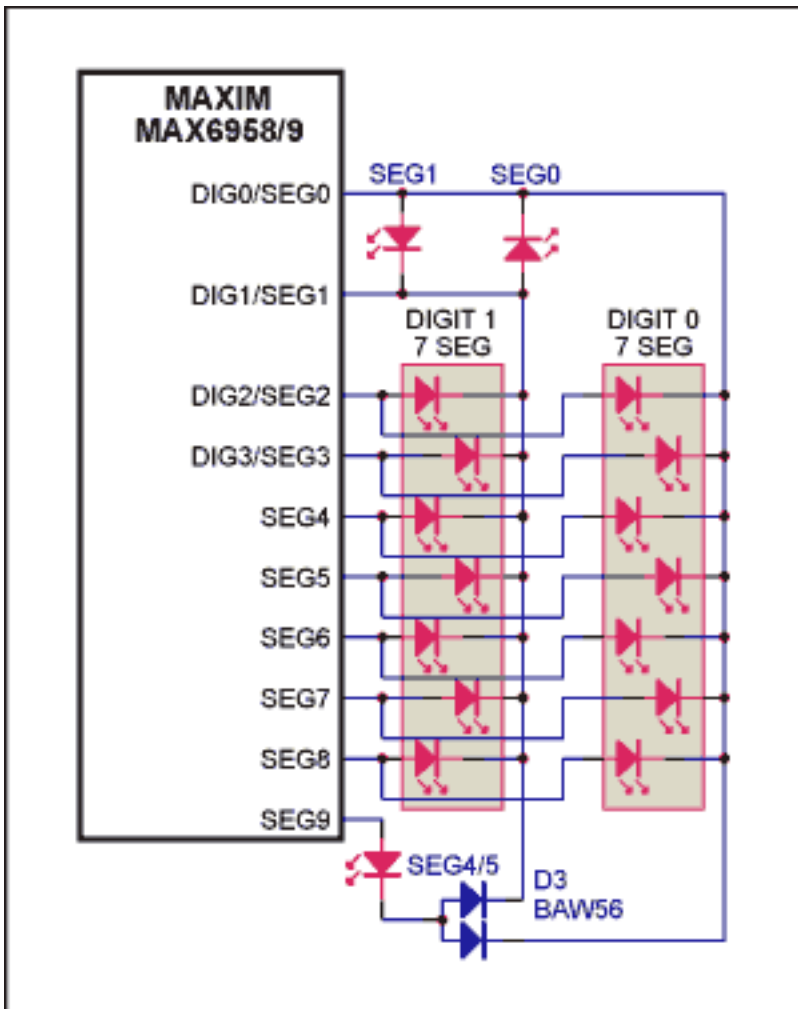 MAXIM
MAX6958/9
SEG1
SEG0
DIG0/SEG0
DIG1/SEG1
DIGIT 1
7 SEG
DIGIT 0
7 SEG
DIG2/SEG2
DIG3/SEG3
SEG4
SEG5
SEG6
SEG7
SEG8
SEG9
SEG4/5
D3
BAW56